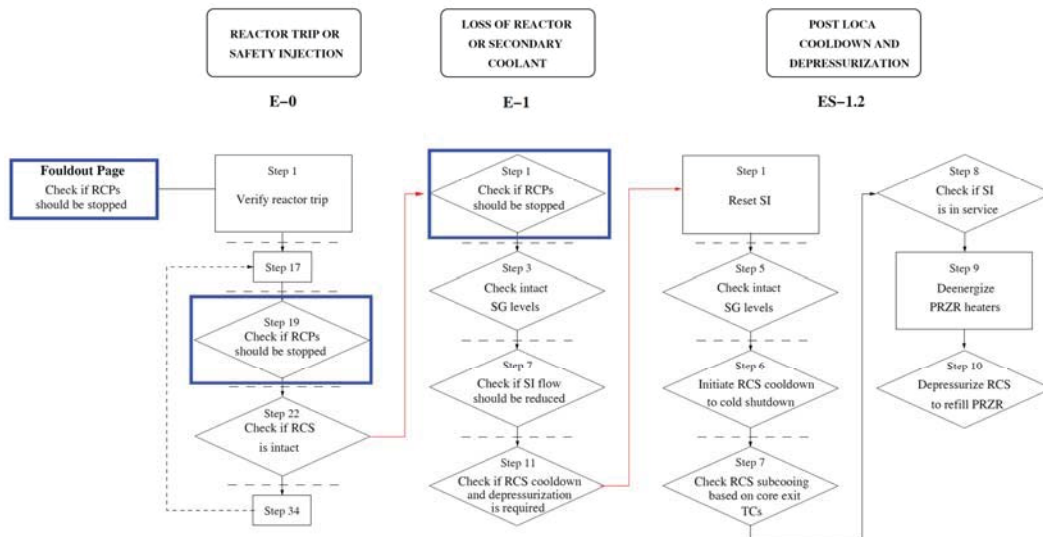 REACTOR TRIP OR
SAFETY INJECTION
E-0
LOSS OF REACTOR
OR SECONDARY
COOLANT
E-1
POST LOCA
COOLDOWN AND
DEPRESSURIZATION
ES-1.2
Fouldout Page
Check if RCPs
should be stopped
Step 1
Verify reactor trip
Step 17
Step 19
Check if RCPs
should be stopped
Step 22
Check if RCS
is intact
Step 34
Step 1
Check if RCPs
should be stopped
Step 3
Check intact
SG levels
Step 7
Check if SI flow
should be reduced
Step 11
Check if RCS cooldown
and depressurization
is required
Step 1
Reset SI
Step 5
Check intact
SG levels
Step 6
Initiate RCS cooldown
to cold shutdown
Step 7
Check RCS subcooing
based on core exit
TCs
Step 8
Check if SI
is in service
Step 9
Deenergize
PRZR heaters
Step 10
Depressurize RCS
to refill PRZR